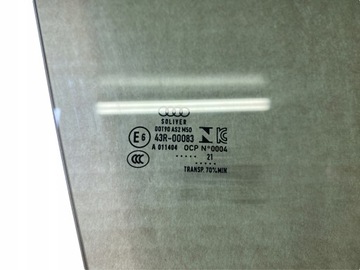 SOLIVER
DOT90 AS2 M50
E6 43R-00083
A 011404 OCP N°0004
..... 21 .....
TRANSP. 70%MIN